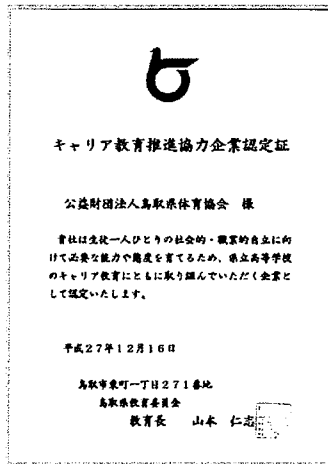 キャリア教育推進協力企業認定証
公益財団法人鳥取県体育協会 様
貴社は生徒一人ひとりの社会的・職業的自立に向
けて必要な能力や態度を育てるため、県立高等学校
のキャリア教育にともに取り組んでいただく企業と
して認定いたします。
平成27年12月16日
鳥取市東町一丁目271番地
鳥取県教育委員会
教育長 山本 仁志